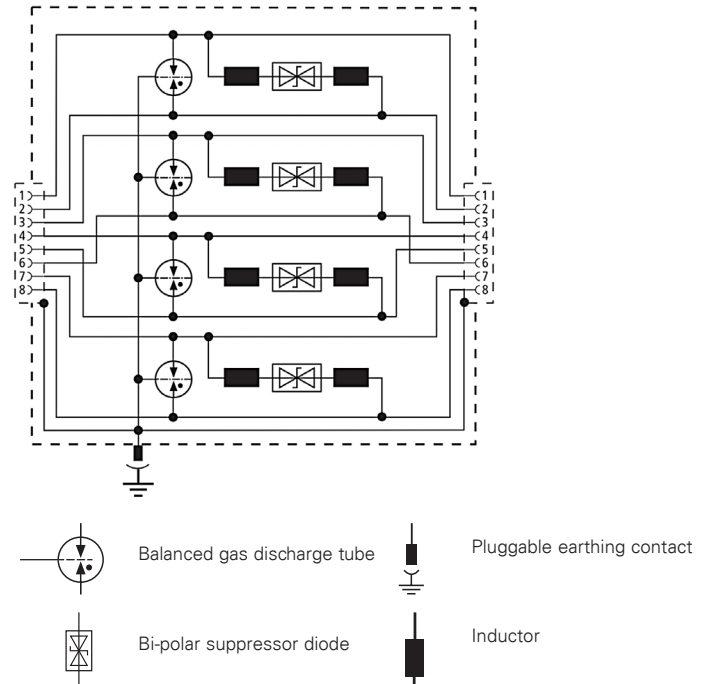 1 1
2 2
3 3
4 4
5 5
6 6
7 7
8 8
Balanced gas discharge tube
Pluggable earthing contact
Bi-polar suppressor diode
Inductor